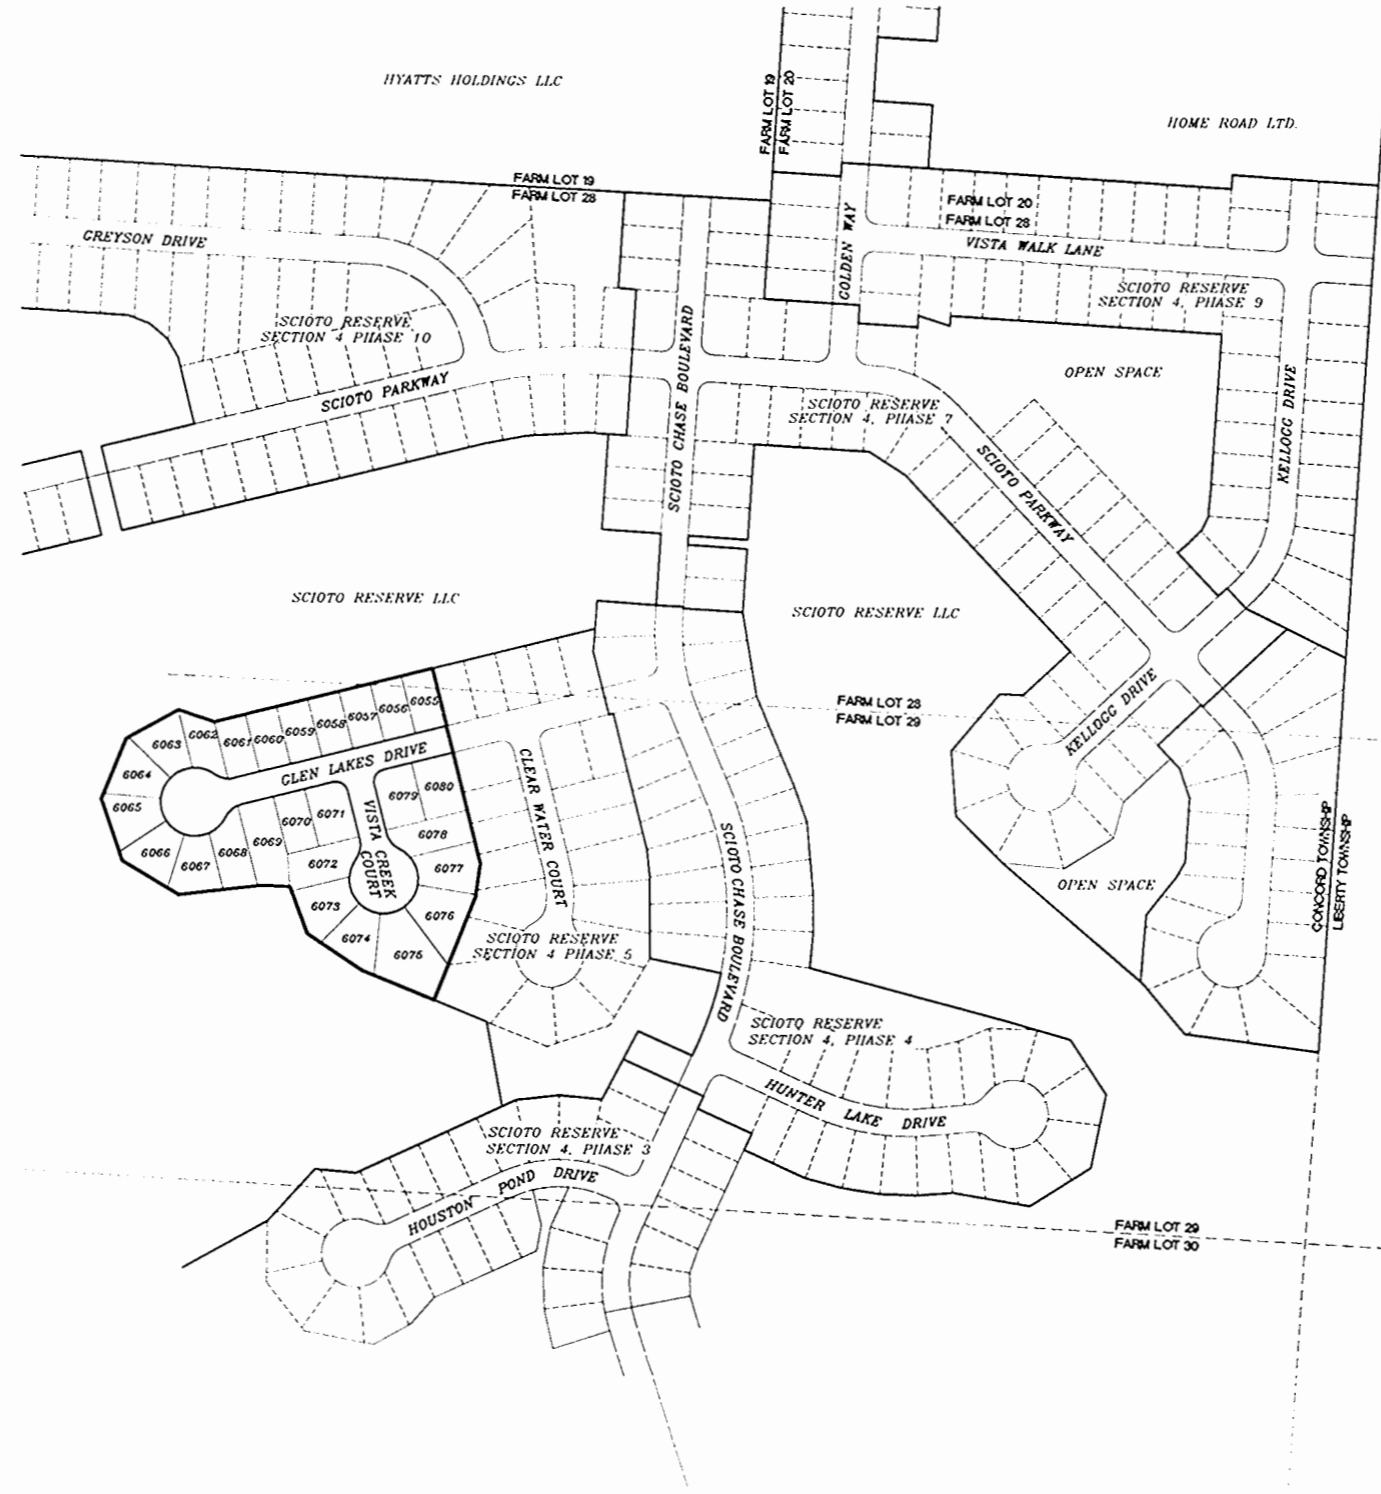 HYATTS HOLDINGS LLC
FARM LOT 19
FARM LOT 20
HOME ROAD LTD.
FARM LOT 19
FARM LOT 28
FARM LOT 20
FARM LOT 28
GREYSON DRIVE
GOLDEN WAY
VISTA WALK LANE
SCIOTO RESERVE
SECTION 4, PHASE 9
SCIOTO RESERVE
SECTION 4 PHASE 10
SCIOTO CHASE BOULEVARD
OPEN SPACE
KELLOGG DRIVE
SCIOTO PARKWAY
SCIOTO RESERVE
SECTION 4, PHASE 7
SCIOTO PARKWAY
SCIOTO RESERVE LLC
SCIOTO RESERVE LLC
KELLOGG DRIVE
FARM LOT 28
FARM LOT 29
6055
6056
6057
6058
6059
6060
6061
6062
6063
6064
6065
6066
6067
6068
6069
6070
6071
6072
6073
6074
6075
6076
6077
6078
6079
6080
GLEN LAKES DRIVE
VISTA CREEK
COURT
CLEAR WATER COURT
SCIOTO CHASE BOULEVARD
CONCORD TOWNSHIP
LIBERTY TOWNSHIP
OPEN SPACE
SCIOTO RESERVE
SECTION 4 PHASE 5
SCIOTO RESERVE
SECTION 4, PHASE 4
HUNTER LAKE DRIVE
SCIOTO RESERVE
SECTION 4, PHASE 3
HOUSTON POND DRIVE
FARM LOT 29
FARM LOT 30